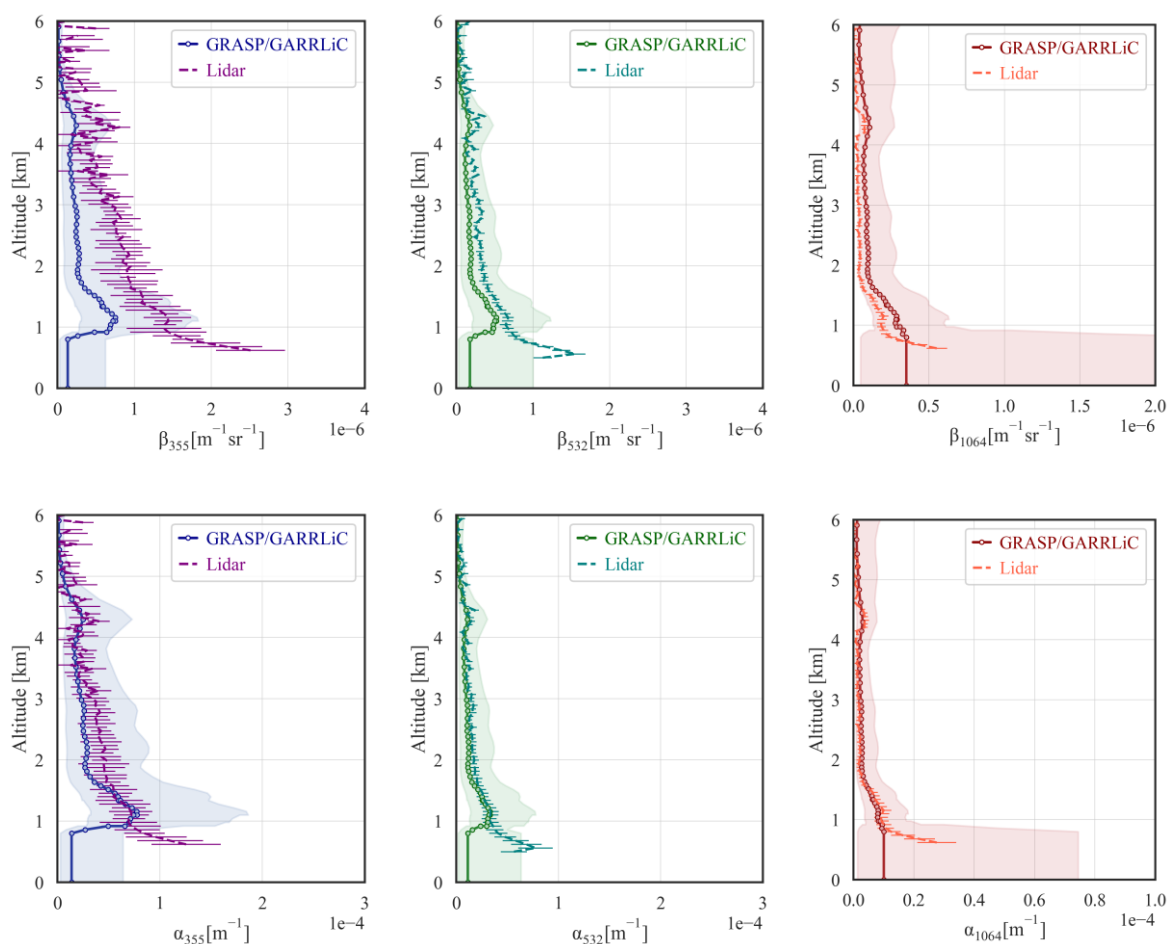 6
5
4
3
2
1
0
Altitude [km]
GRASP/GARRLiC
Lidar
0 1 2 3 4
1e−6
β355[m−1sr−1]
6
5
4
3
2
1
0
Altitude [km]
GRASP/GARRLiC
Lidar
0 1 2 3 4
1e−6
β532[m−1sr−1]
6
5
4
3
2
1
0
Altitude [km]
GRASP/GARRLiC
Lidar
0.0 0.5 1.0 1.5 2.0
1e−6
β1064[m−1sr−1]
6
5
4
3
2
1
0
Altitude [km]
GRASP/GARRLiC
Lidar
0 1 2 3
1e−4
α355[m−1]
6
5
4
3
2
1
0
Altitude [km]
GRASP/GARRLiC
Lidar
0 1 2 3
1e−4
α532[m−1]
6
5
4
3
2
1
0
Altitude [km]
GRASP/GARRLiC
Lidar
0.0 0.2 0.4 0.6 0.8 1.0
1e−4
α1064[m−1]